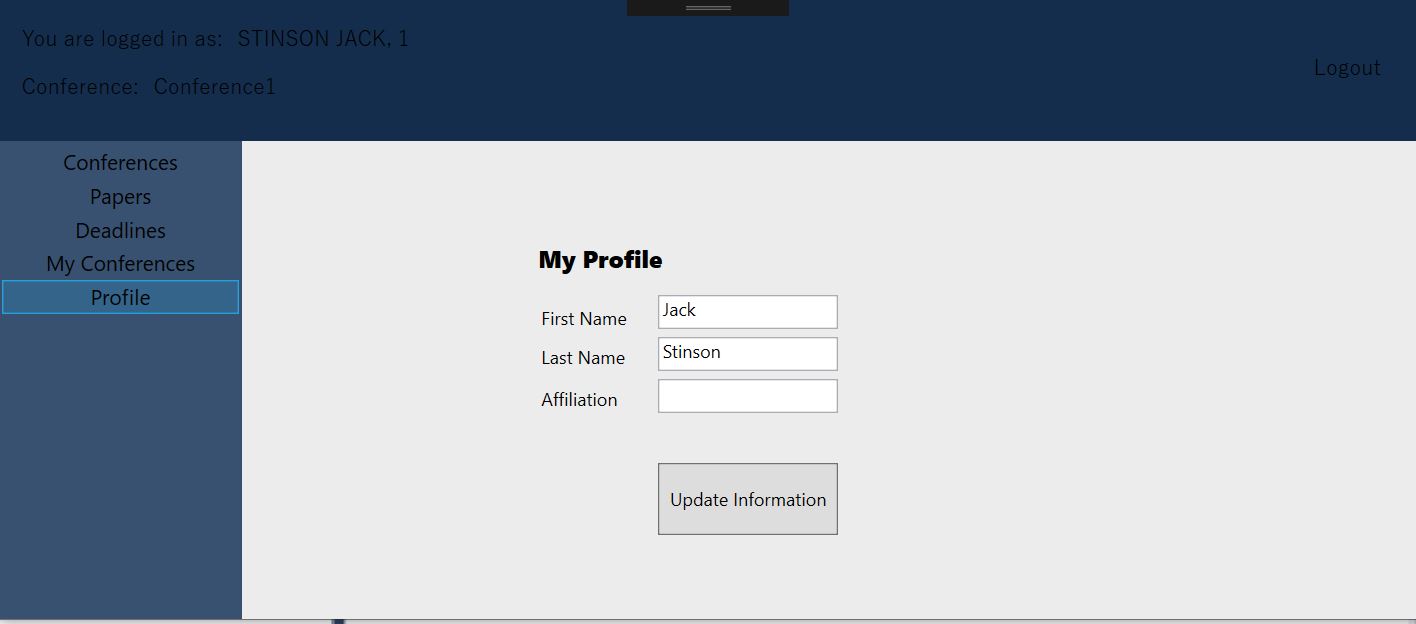 You are logged in as: STINSON JACK, 1
Logout
Conference: Conference1
Conferences
Papers
Deadlines
My Conferences
Profile
My Profile
First Name Jack
Last Name Stinson
Affiliation
Update Information